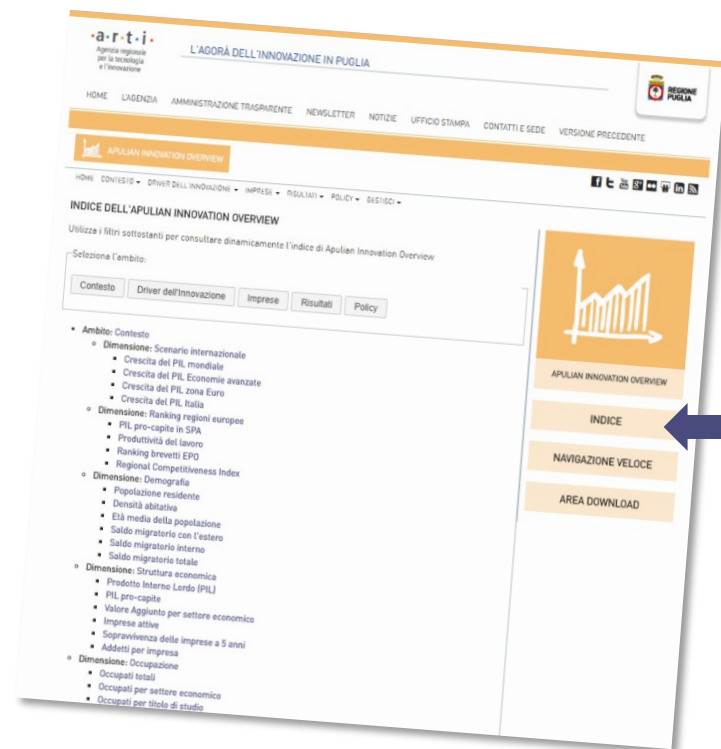 ·a·r·t·i·
Agenzia regionale
per la tecnologia
e l'innovazione
L'AGORÀ DELL'INNOVAZIONE IN PUGLIA
REGIONE
PUGLIA
HOME L'AGENZIA AMMINISTRAZIONE TRASPARENTE NEWSLETTER NOTIZIE UFFICIO STAMPA CONTATTI E SEDE VERSIONE PRECEDENTE
APULIAN INNOVATION OVERVIEW
HOME CONTESTO DRIVER DELL'INNOVAZIONE IMPRESE RISULTATI POLICY GESTISCI
INDICE DELL'APULIAN INNOVATION OVERVIEW
Utilizza i filtri sottostanti per consultare dinamicamente l'indice di Apulian Innovation Overview
Seleziona l'ambito:
Contesto Driver dell'Innovazione Imprese Risultati Policy
Ambito: Contesto
Dimensione: Scenario internazionale
Crescita del PIL mondiale
Crescita del PIL Economie avanzate
Crescita del PIL zona Euro
Crescita del PIL Italia
Dimensione: Ranking regioni europee
PIL pro-capite in SPA
Produttività del lavoro
Ranking brevetti EPO
Regional Competitiveness Index
Dimensione: Demografia
Popolazione residente
Densità abitativa
Età media della popolazione
Saldo migratorio con l'estero
Saldo migratorio interno
Saldo migratorio totale
Dimensione: Struttura economica
Prodotto Interno Lordo (PIL)
PIL pro-capite
Valore Aggiunto per settore economico
Imprese attive
Sopravvivenza delle imprese a 5 anni
Addetti per impresa
Dimensione: Occupazione
Occupati totali
Occupati per settore economico
Occupati per titolo di studio
APULIAN INNOVATION OVERVIEW
INDICE
NAVIGAZIONE VELOCE
AREA DOWNLOAD